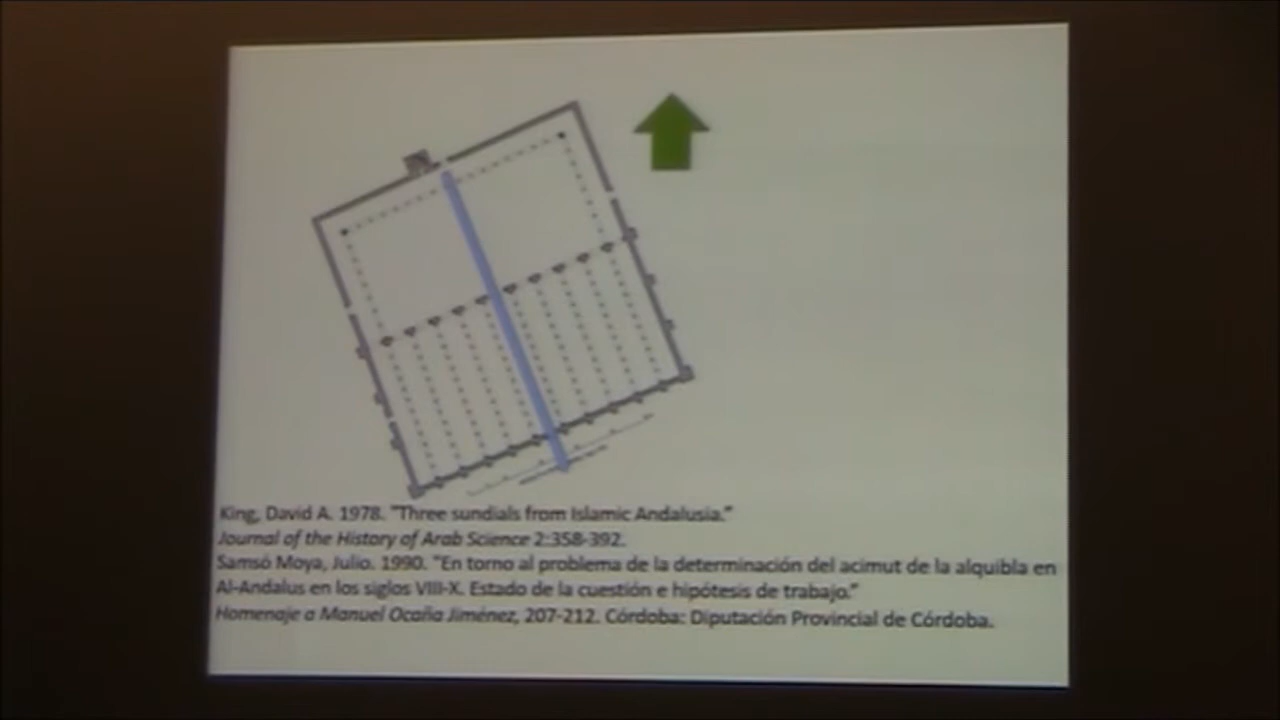 King, David A. 1978. "Three sundials from Islamic Andalusia."
Journal of the History of Arab Science 2:358-392.
Samsó Moya, Julio. 1990. "En torno al problema de la determinación del acimut de la alquibla en
Al-Andalus en los siglos VIII-X. Estado de la cuestión e hipótesis de trabajo."
Homenaje a Manuel Ocaña Jiménez, 207-212. Córdoba: Diputación Provincial de Córdoba.